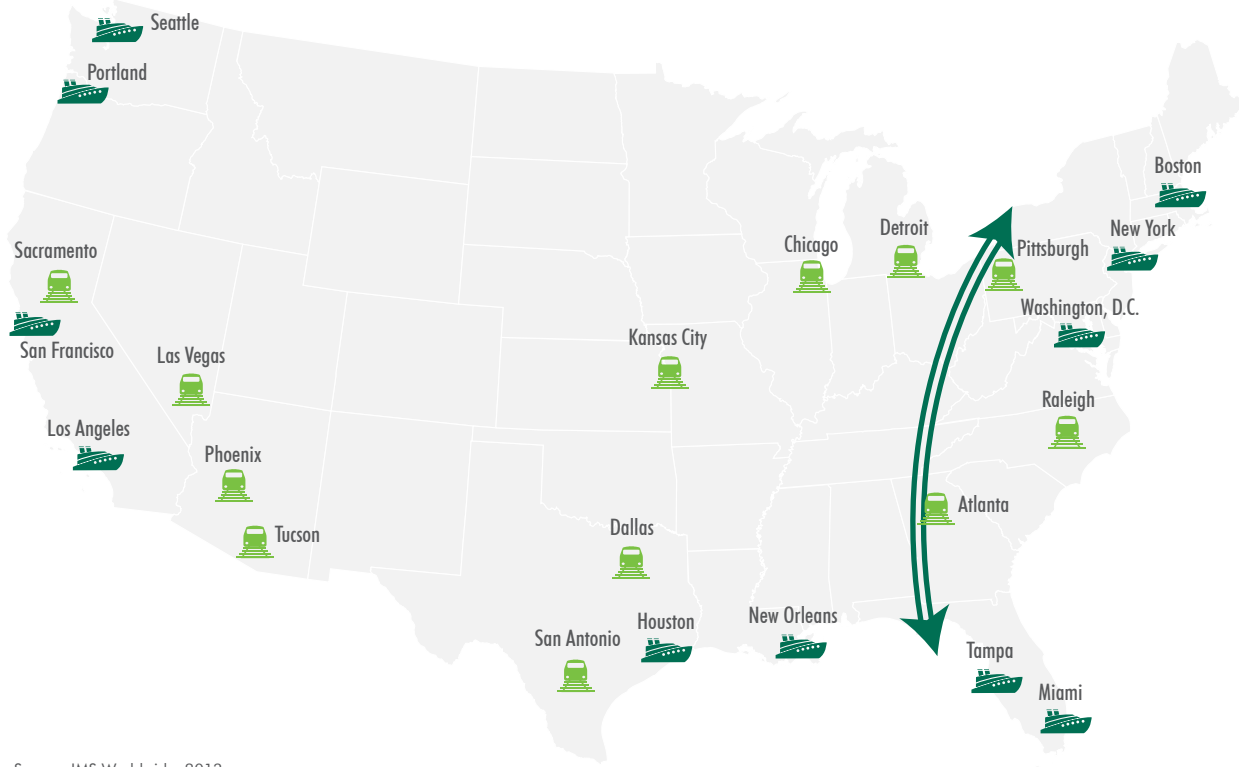 Seattle
Portland
Boston
New York
Detroit
Chicago
Pittsburgh
Sacramento
Washington, D.C.
Kansas City
San Francisco
Las Vegas
Raleigh
Los Angeles
Phoenix
Atlanta
Dallas
Tucson
New Orleans
Houston
San Antonio
Tampa
Miami